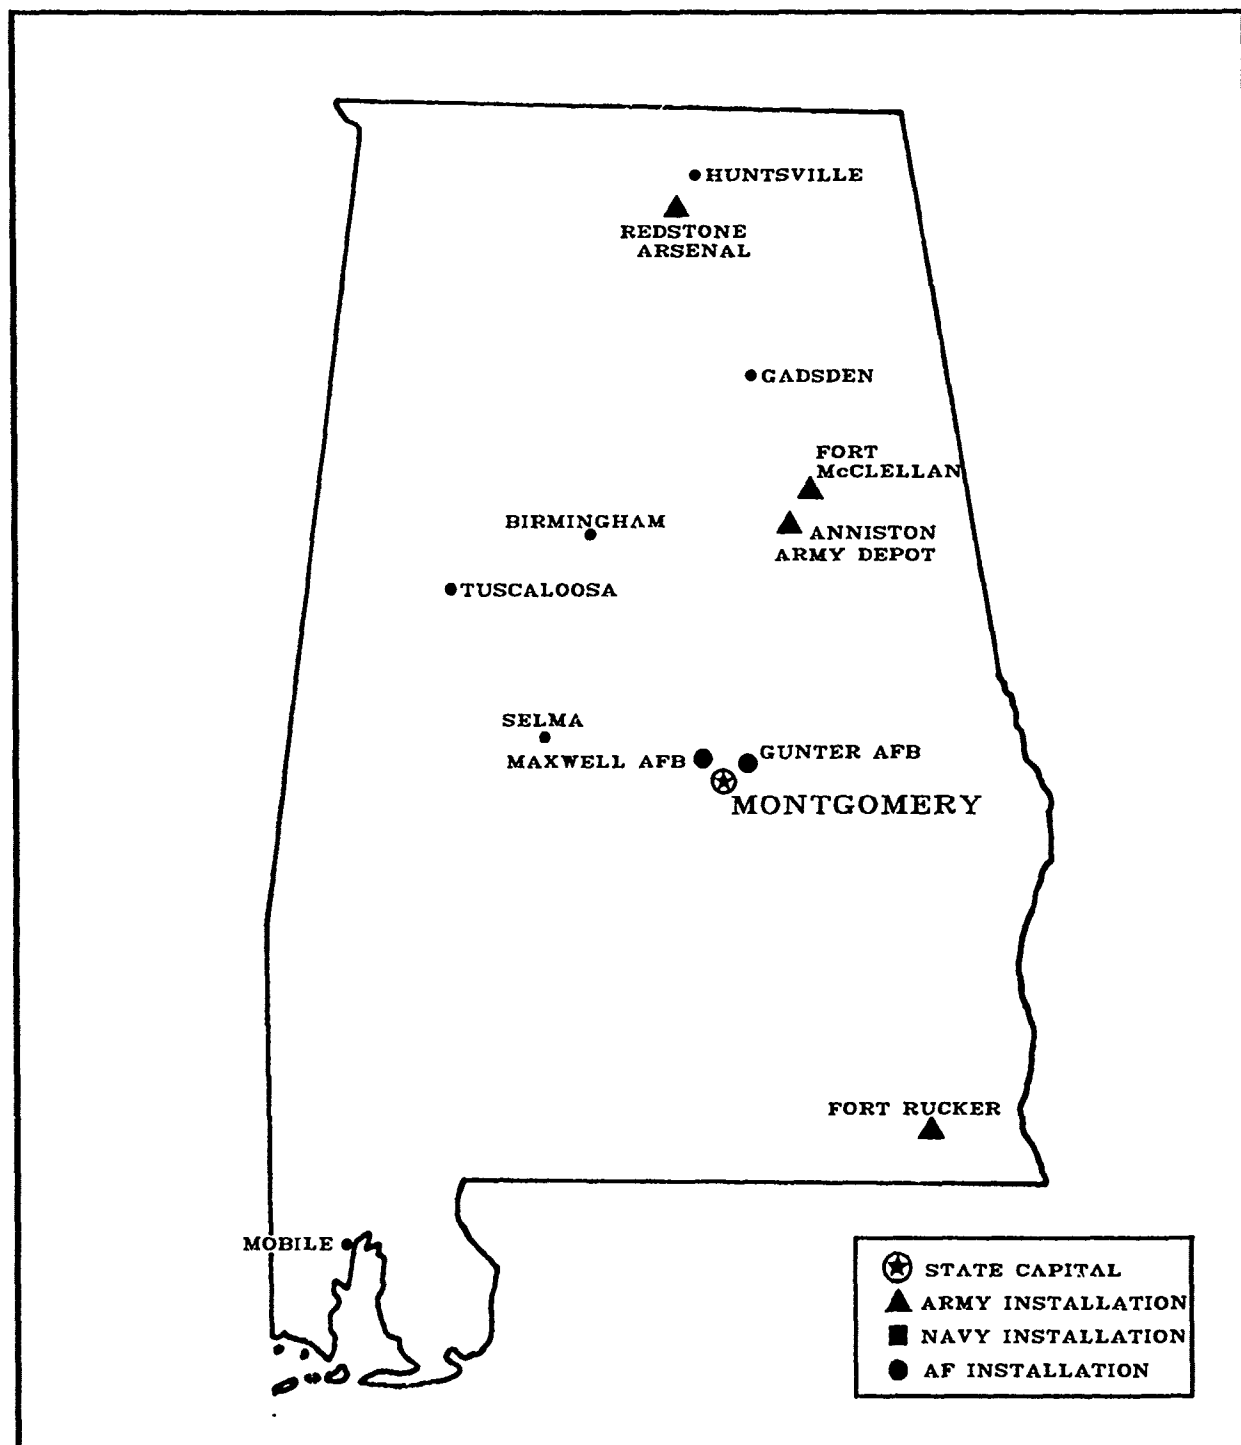 HUNTSVILLE
REDSTONE
ARSENAL
GADSDEN
FORT
McCLELLAN
BIRMINGHAM
ANNISTON
ARMY DEPOT
TUSCALOOSA
SELMA
MAXWELL AFB
GUNTER AFB
MONTGOMERY
FORT RUCKER
MOBILE
STATE CAPITAL
ARMY INSTALLATION
NAVY INSTALLATION
AF INSTALLATION